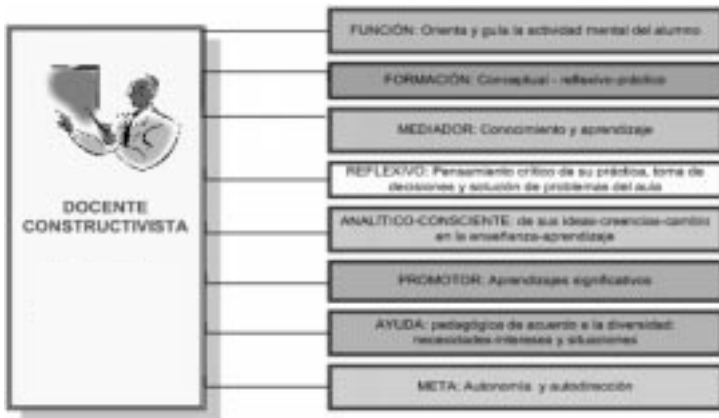 DOCENTE
CONSTRUCTIVISTA
FUNCIÓN: Orienta y guía la actividad mental del alumno
FORMACIÓN: Conceptual - reflexivo-práctico
MEDIADOR: Conocimiento y aprendizaje
REFLEXIVO: Pensamiento crítico de su práctica, toma de
decisiones y solución de problemas del aula
ANALÍTICO-CONSCIENTE: de sus ideas-creencias-cambio
en la enseñanza-aprendizaje
PROMOTOR: Aprendizajes significativos
AYUDA: pedagógica de acuerdo a la diversidad:
necesidades-intereses y situaciones
META: Autonomía y autodirección